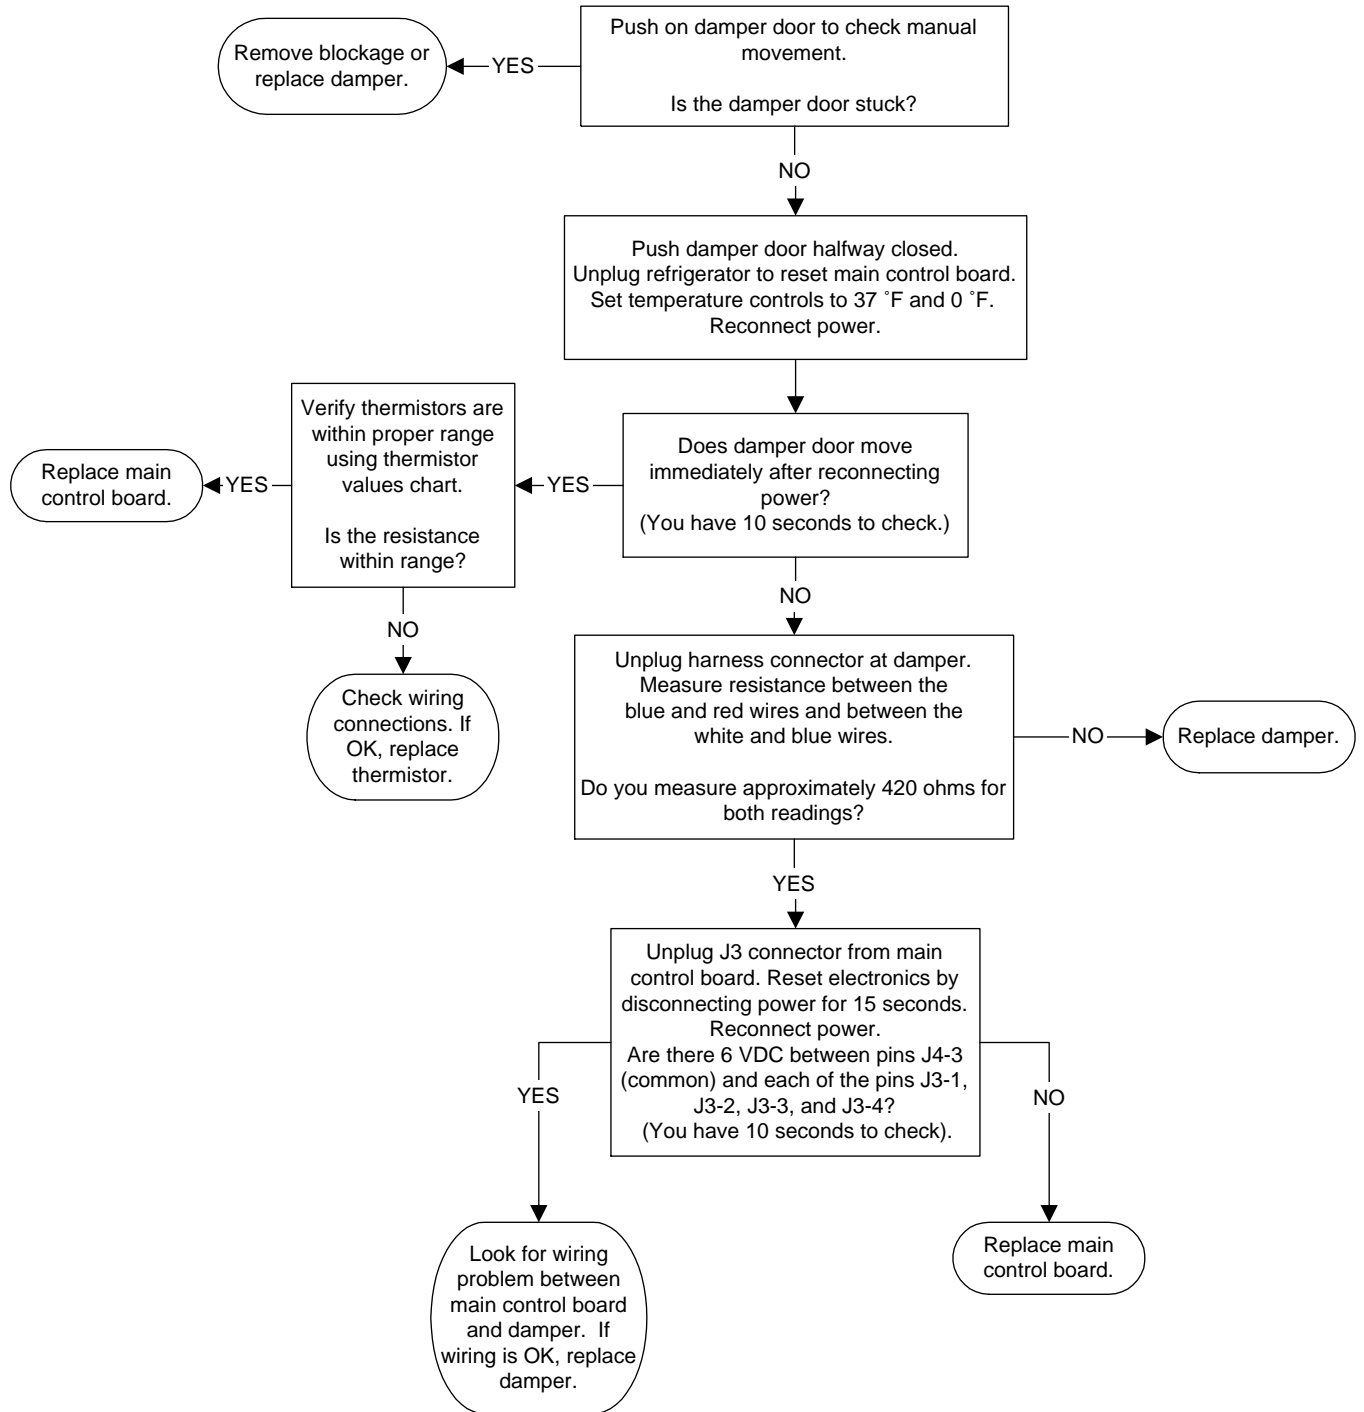 Push on damper door to check manual
movement.
Is the damper door stuck?
YES
Remove blockage or
replace damper.
NO
Push damper door halfway closed.
Unplug refrigerator to reset main control board.
Set temperature controls to 37 ˚F and 0 ˚F.
Reconnect power.
Does damper door move
immediately after reconnecting
power?
(You have 10 seconds to check.)
YES
Verify thermistors are
within proper range
using thermistor
values chart.
Is the resistance
within range?
YES
Replace main
control board.
NO
Check wiring
connections. If
OK, replace
thermistor.
NO
Unplug harness connector at damper.
Measure resistance between the
blue and red wires and between the
white and blue wires.
Do you measure approximately 420 ohms for
both readings?
NO
Replace damper.
YES
Unplug J3 connector from main
control board. Reset electronics by
disconnecting power for 15 seconds.
Reconnect power.
Are there 6 VDC between pins J4-3
(common) and each of the pins J3-1,
J3-2, J3-3, and J3-4?
(You have 10 seconds to check).
YES
Look for wiring
problem between
main control board
and damper. If
wiring is OK, replace
damper.
NO
Replace main
control board.